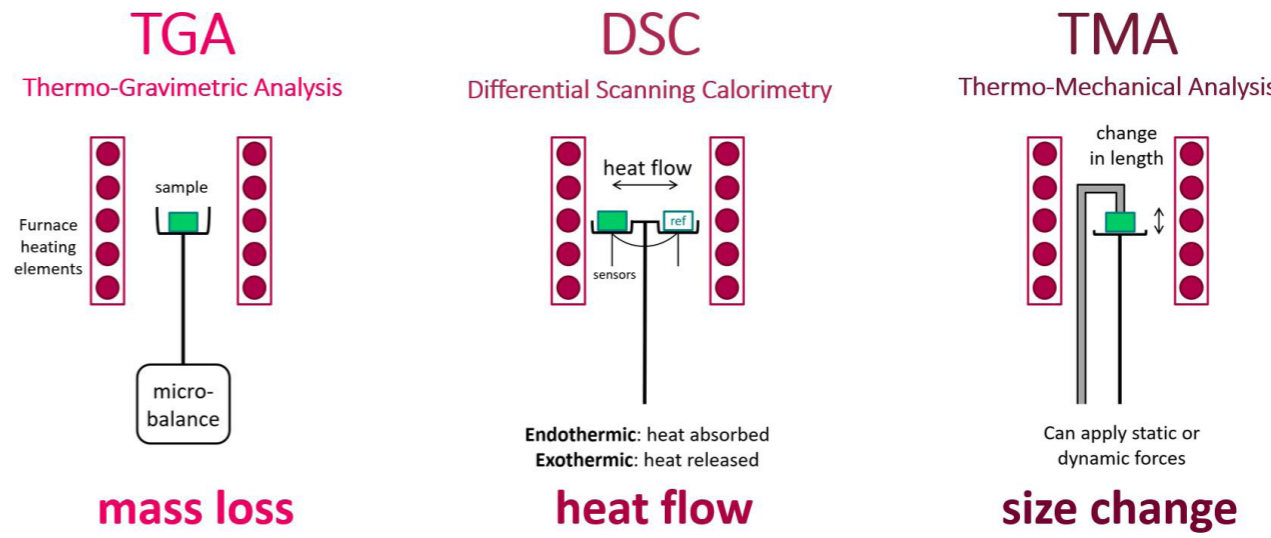 TGA
Thermo-Gravimetric Analysis
sample
Furnace
heating
elements
micro-
balance
mass loss
DSC
Differential Scanning Calorimetry
heat flow
ref
sensors
Endothermic: heat absorbed
Exothermic: heat released
heat flow
TMA
Thermo-Mechanical Analysis
change
in length
Can apply static or
dynamic forces
size change